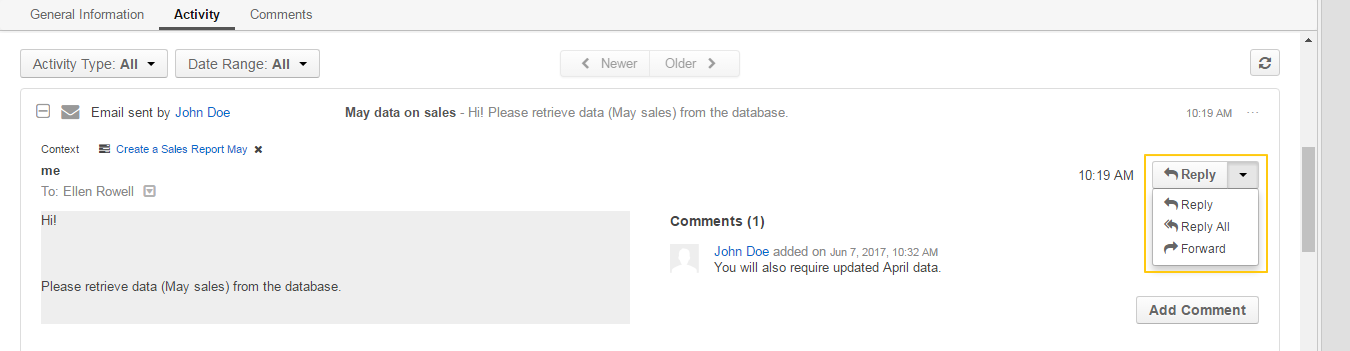 General Information Activity Comments
Activity Type: All Date Range: All Newer Older
Email sent by John Doe May data on sales - Hi! Please retrieve data (May sales) from the database. 10:19 AM ...
Context Create a Sales Report May x
me 10:19 AM Reply
To: Ellen Rowell
Reply
Reply All
Forward
Hi!
Please retrieve data (May sales) from the database.
Comments (1)
John Doe added on Jun 7, 2017, 10:32 AM
You will also require updated April data.
Add Comment